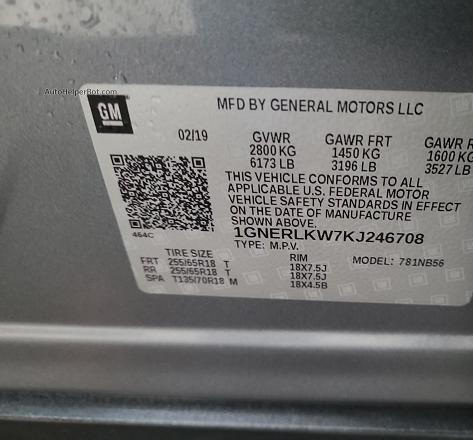 AutoHelperBot.com
GM
MFD BY GENERAL MOTORS LLC
02/19 GVWR GAWR FRT GAWR R
2800 KG 1450 KG 1600 KG
6173 LB 3196 LB 3527 LB
THIS VEHICLE CONFORMS TO ALL
APPLICABLE U.S. FEDERAL MOTOR
VEHICLE SAFETY STANDARDS IN EFFECT
ON THE DATE OF MANUFACTURE
SHOWN ABOVE.
464C 1GNERLKW7KJ246708
TYPE: M.P.V. MODEL: 781NB56
TIRE SIZE RIM
FRT 255/65R18 T 18X7.5J
RR 255/65R18 T 18X7.5J
SPA T135/70R18 M 18X4.5B